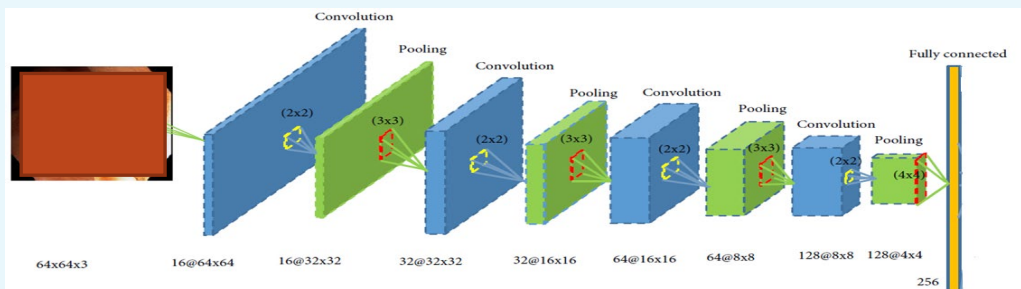 Convolution
Pooling
Convolution
Fully connected
Pooling
Convolution
Pooling
Convolution
Pooling
(2x2)
(3x3)
(2x2)
(3x3)
(2x2)
(3x3)
(2x2)
(4x4)
64x64x3
16@64x64
16@32x32
32@32x32
32@16x16
64@16x16
64@8x8
128@8x8
128@4x4
256